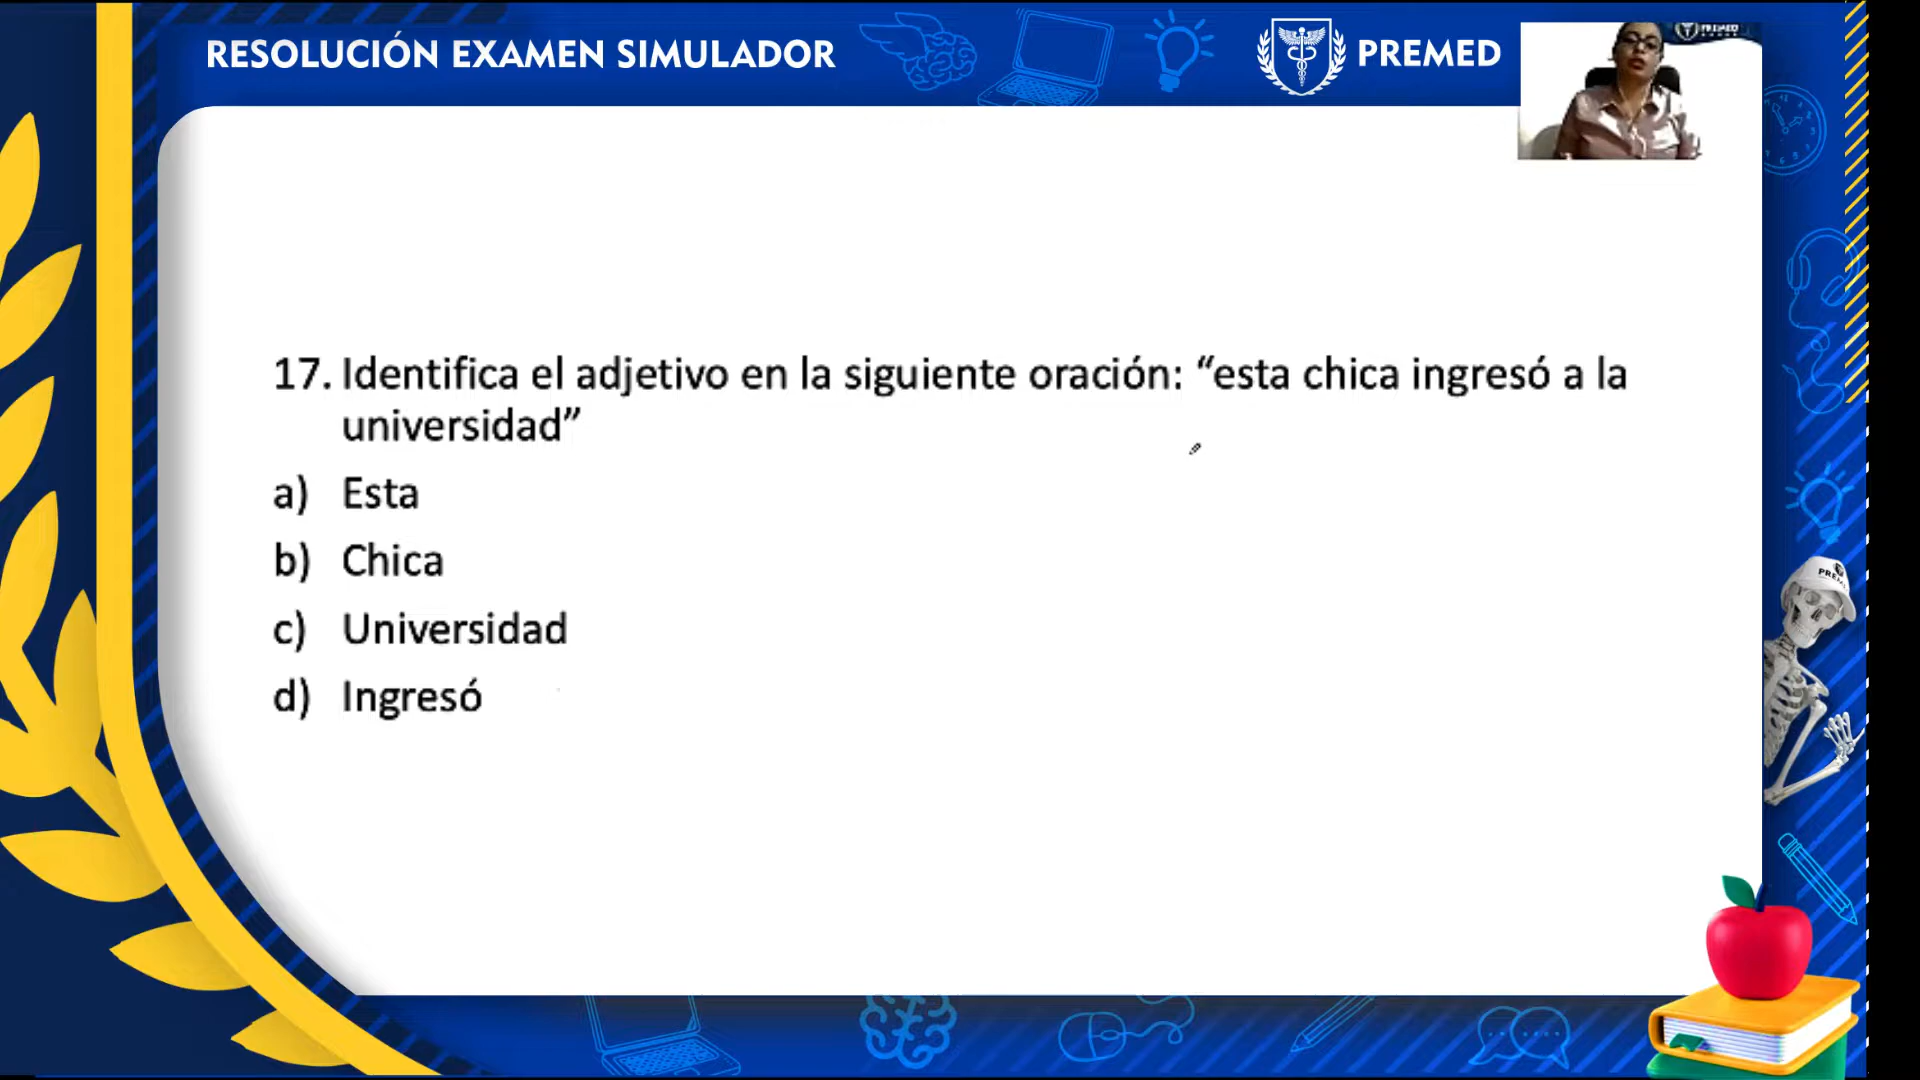 RESOLUCIÓN EXAMEN SIMULADOR
PREMED
PREMED
17. Identifica el adjetivo en la siguiente oración: “esta chica ingresó a la
universidad”
a) Esta
b) Chica
c) Universidad
d) Ingresó